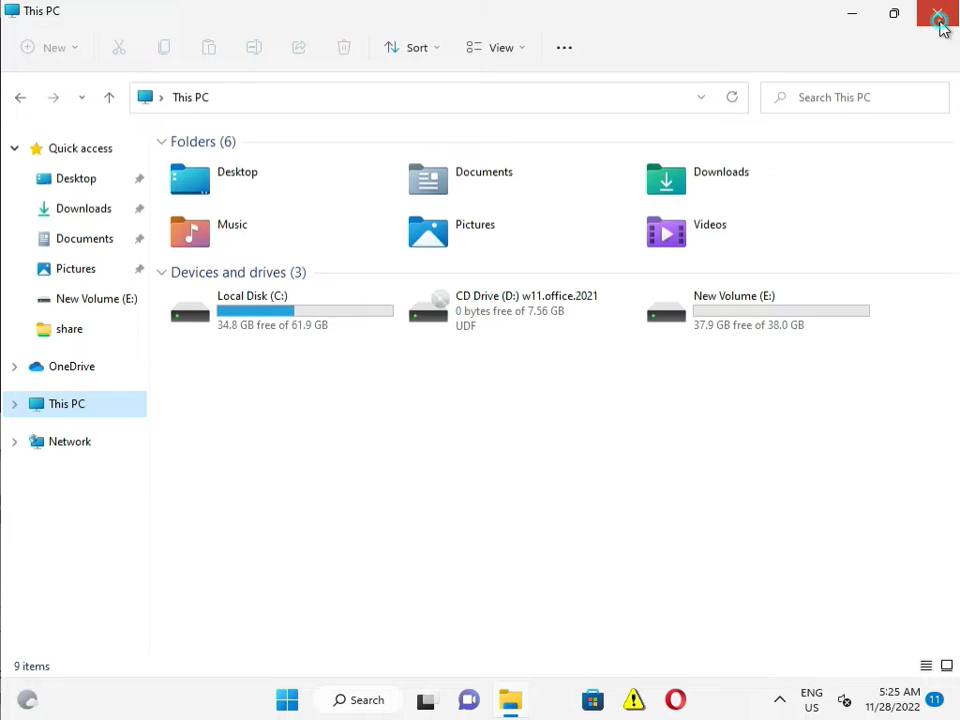 This PC
New
Sort
View
This PC
Search This PC
Quick access
Desktop
Downloads
Documents
Pictures
New Volume (E:)
share
OneDrive
This PC
Network
Folders (6)
Desktop
Documents
Downloads
Music
Pictures
Videos
Devices and drives (3)
Local Disk (C:)
34.8 GB free of 61.9 GB
CD Drive (D:) w11.office.2021
0 bytes free of 7.56 GB
UDF
New Volume (E:)
37.9 GB free of 38.0 GB
9 items
Search
ENG
US
5:25 AM
11/28/2022
11